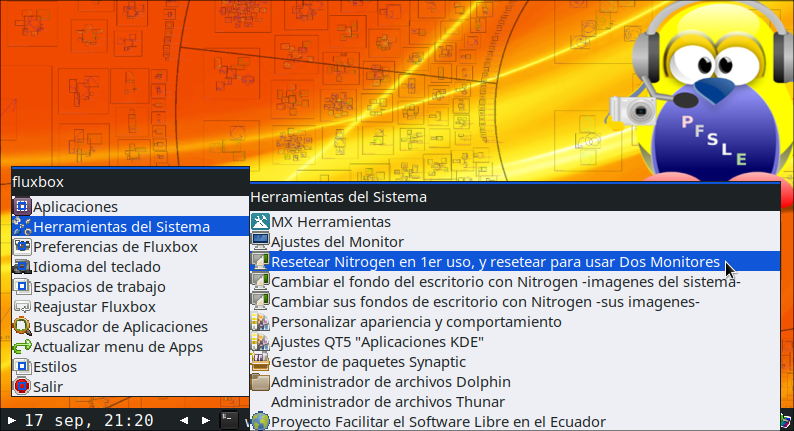 PFSLE
fluxbox
Aplicaciones
Herramientas del Sistema
Preferencias de Fluxbox
Idioma del teclado
Espacios de trabajo
Reajustar Fluxbox
Buscador de Aplicaciones
Actualizar menu de Apps
Estilos
Salir
Herramientas del Sistema
MX Herramientas
Ajustes del Monitor
Resetear Nitrogen en 1er uso, y resetear para usar Dos Monitores
Cambiar el fondo del escritorio con Nitrogen -imagenes del sistema-
Cambiar sus fondos de escritorio con Nitrogen -sus imagenes-
Personalizar apariencia y comportamiento
Ajustes QT5 "Aplicaciones KDE"
Gestor de paquetes Synaptic
Administrador de archivos Dolphin
Administrador de archivos Thunar
Proyecto Facilitar el Software Libre en el Ecuador
17 sep, 21:20